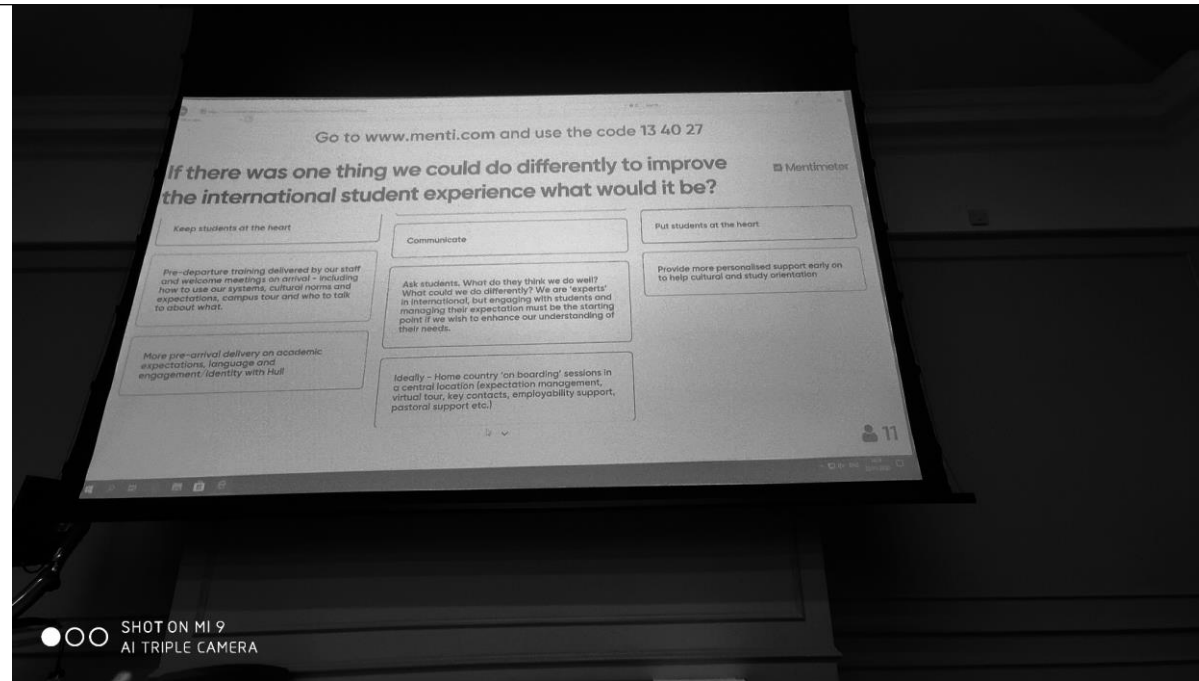 Go to www.menti.com and use the code 13 40 27
If there was one thing we could do differently to improve
the international student experience what would it be?
Mentimeter
Keep students at the heart
Pre-departure training delivered by our staff
and welcome meetings on arrival - including
how to use our systems, cultural norms and
expectations, campus tour and who to talk
to about what.
More pre-arrival delivery on academic
expectations, language and
engagement/identity with Hull
Communicate
Ask students. What do they think we do well?
What could we do differently? We are 'experts'
in international, but engaging with students and
managing their expectation must be the starting
point if we wish to enhance our understanding of
their needs.
Ideally - Home country 'on boarding' sessions in
a central location (expectation management,
virtual tour, key contacts, employability support,
pastoral support etc.)
Put students at the heart
Provide more personalised support early on
to help cultural and study orientation
11
SHOT ON MI 9
AI TRIPLE CAMERA